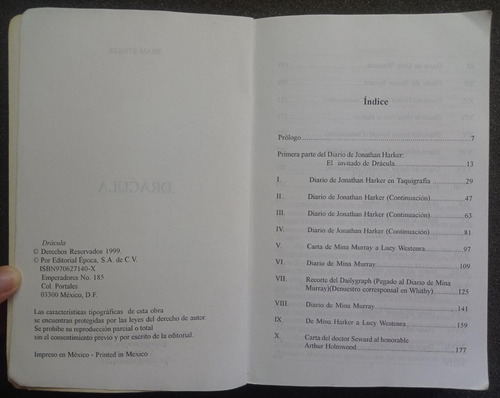 BRAM STOKER
DRÁCULA
Drácula
© Derechos Reservados 1999
© Por Editorial Época, S.A. de C.V.
ISBN970627140-X
Emperadores No. 185
Col. Portales
03300 México, D.F.
Las características tipográficas de esta obra
se encuentran protegidas por las leyes del derecho de autor.
Se prohíbe su reproducción parcial o total
sin el consentimiento previo y por escrito de la editorial.
Impreso en México - Printed in Mexico
Índice
Prólogo 7
Primera parte del Diario de Jonathan Harker:
El invitado de Drácula 13
I. Diario de Jonathan Harker en Taquigrafía 29
II. Diario de Jonathan Harker (Continuación) 47
III. Diario de Jonathan Harker (Continuación) 63
IV. Diario de Jonathan Harker (Continuación) 81
V. Carta de Mina Murray a Lucy Westenra 97
VI. Diario de Mina Murray 109
VII. Recorte del Dailygraph (Pegado al Diario de Mina
Murray)(Denuestro corresponsal en Whitby) 125
VIII. Diario de Mina Murray 141
IX. De Mina Harker a Lucy Westenra 159
X. Carta del doctor Seward al honorable
Arthur Holmwood 177